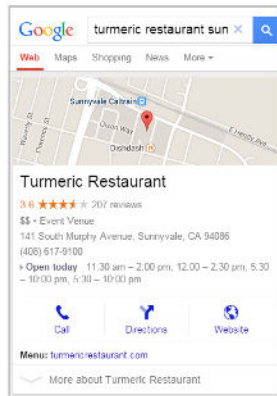 Google
turmeric restaurant sun
Web Maps Shopping News More
Sunnyvale Caltrain
Olson Way
E Hendy Ave
Dishdash
Turmeric Restaurant
3.6 207 reviews
$$ • Event Venue
141 South Murphy Avenue, Sunnyvale, CA 94086
(408) 617-9100
Open today · 11:30 am – 2:00 pm, 12:00 – 2:30 pm, 5:30
– 10:00 pm, 5:30 – 10:00 pm
Call Directions Website
Menu: turmericrestaurant.com
More about Turmeric Restaurant